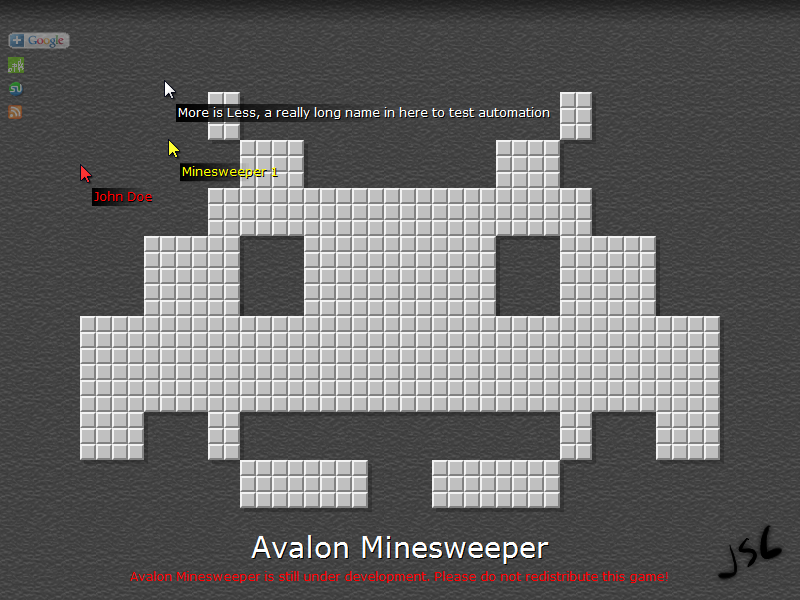 Google
More is Less, a really long name in here to test automation
Minesweeper 1
John Doe
Avalon Minesweeper
Avalon Minesweeper is still under development. Please do not redistribute this game!
JSC